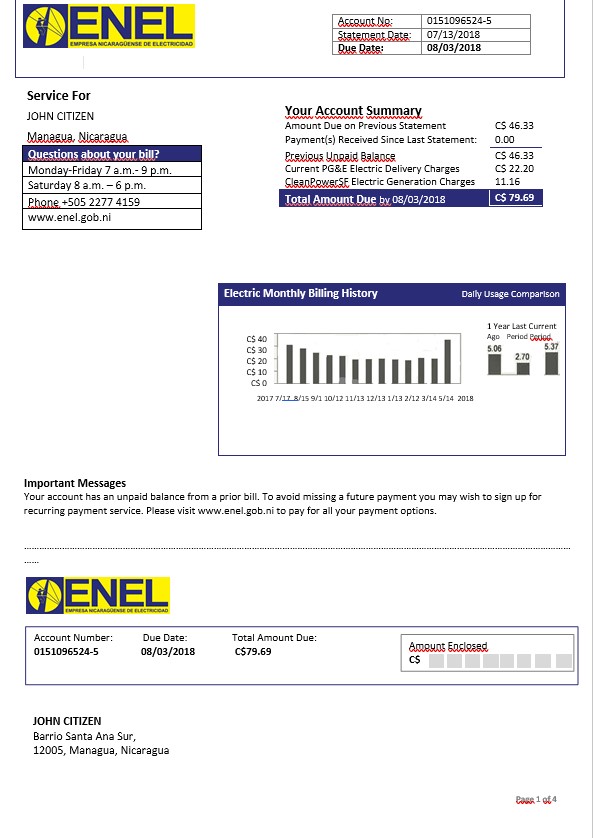 ENEL
EMPRESA NICARAGÜENSE DE ELECTRICIDAD
Account No: 0151096524-5
Statement Date: 07/13/2018
Due Date: 08/03/2018
Service For
JOHN CITIZEN
Managua, Nicaragua
Questions about your bill?
Monday-Friday 7 a.m.- 9 p.m.
Saturday 8 a.m. – 6 p.m.
Phone +505 2277 4159
www.enel.gob.ni
Your Account Summary
Amount Due on Previous Statement C$ 46.33
Payment(s) Received Since Last Statement: 0.00
Previous Unpaid Balance C$ 46.33
Current PG&E Electric Delivery Charges C$ 22.20
CleanPowerSF Electric Generation Charges 11.16
Total Amount Due by 08/03/2018 C$ 79.69
Electric Monthly Billing History Daily Usage Comparison
C$ 40
C$ 30
C$ 20
C$ 10
C$ 0
2017 7/17 8/15 9/1 10/12 11/13 12/13 1/13 2/12 3/14 5/14 2018
1 Year Last Current
Ago Period Period
5.06 2.70 5.37
Important Messages
Your account has an unpaid balance from a prior bill. To avoid missing a future payment you may wish to sign up for
recurring payment service. Please visit www.enel.gob.ni to pay for all your payment options.
ENEL
EMPRESA NICARAGÜENSE DE ELECTRICIDAD
Account Number: Due Date: Total Amount Due:
0151096524-5 08/03/2018 C$79.69
Amount Enclosed
C$
JOHN CITIZEN
Barrio Santa Ana Sur,
12005, Managua, Nicaragua
Page 1 of 4